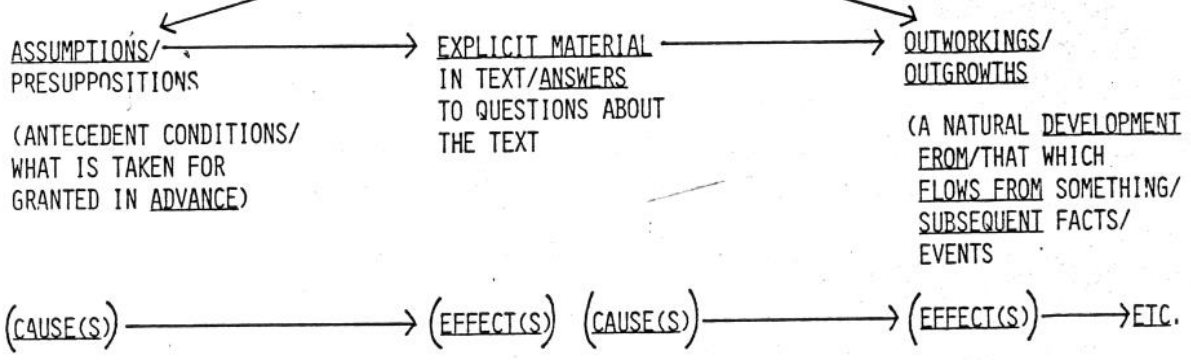 ASSUMPTIONS/
PRESUPPOSITIONS
(ANTECEDENT CONDITIONS/
WHAT IS TAKEN FOR
GRANTED IN ADVANCE)
EXPLICIT MATERIAL
IN TEXT/ANSWERS
TO QUESTIONS ABOUT
THE TEXT
OUTWORKINGS/
OUTGROWTHS
(A NATURAL DEVELOPMENT
FROM/THAT WHICH
FLOWS FROM SOMETHING/
SUBSEQUENT FACTS/
EVENTS
(CAUSE(S)) (EFFECT(S)) (CAUSE(S)) (EFFECT(S)) ETC.